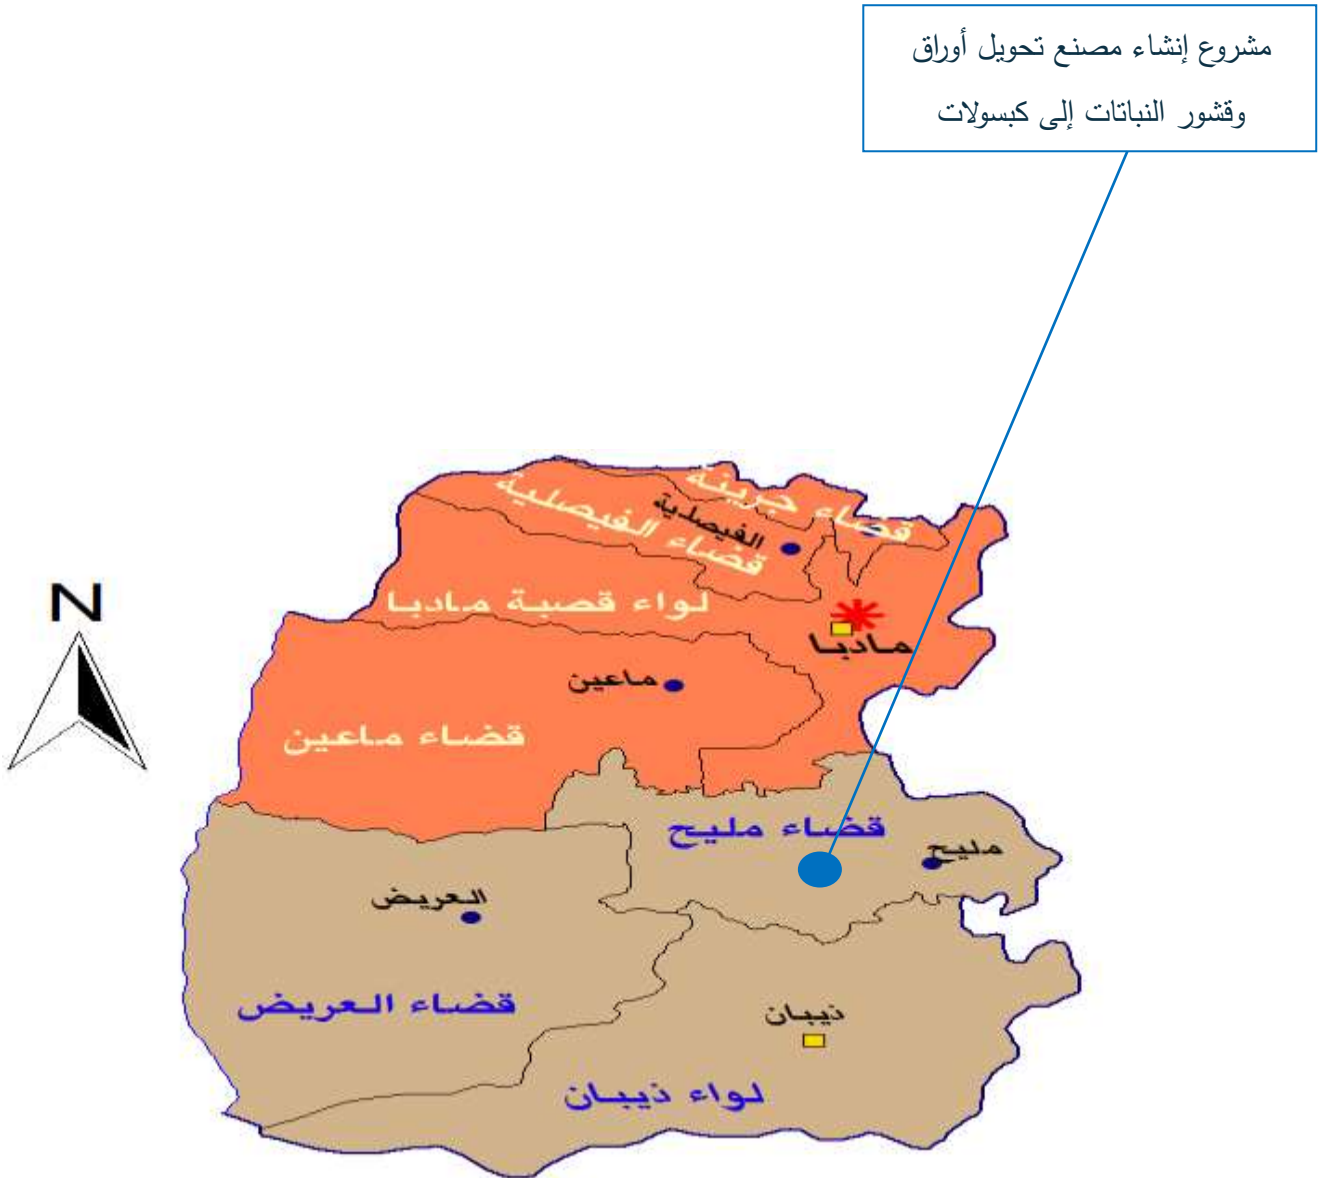 مشروع إنشاء مصنع تحويل أوراق
وقشور النباتات إلى كبسولات
قضاء جرينة
قضاء الفيصلية
الفيصلية
N
لواء قصبة مادبا
مادبا
ماعين
قضاء ماعين
قضاء مليح
مليح
العريض
قضاء العريض
ذيبان
لواء ذيبان